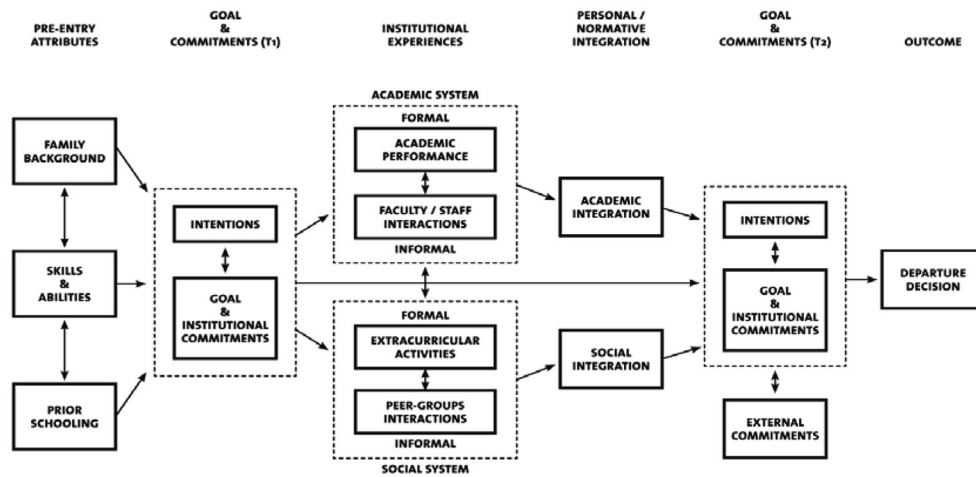 PRE-ENTRY
ATTRIBUTES
GOAL
&
COMMITMENTS (T1)
INSTITUTIONAL
EXPERIENCES
PERSONAL /
NORMATIVE
INTEGRATION
GOAL
&
COMMITMENTS (T2)
OUTCOME
FAMILY
BACKGROUND
SKILLS
&
ABILITIES
PRIOR
SCHOOLING
INTENTIONS
GOAL
&
INSTITUTIONAL
COMMITMENTS
ACADEMIC SYSTEM
FORMAL
ACADEMIC
PERFORMANCE
FACULTY / STAFF
INTERACTIONS
INFORMAL
FORMAL
EXTRACURRICULAR
ACTIVITIES
PEER-GROUPS
INTERACTIONS
INFORMAL
SOCIAL SYSTEM
ACADEMIC
INTEGRATION
SOCIAL
INTEGRATION
INTENTIONS
GOAL
&
INSTITUTIONAL
COMMITMENTS
EXTERNAL
COMMITMENTS
DEPARTURE
DECISION